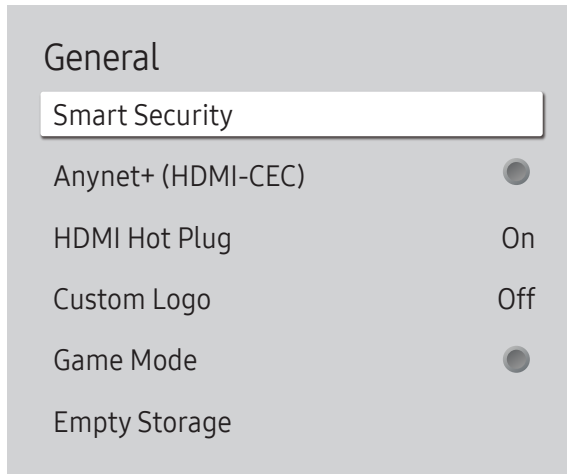 General
Smart Security
Anynet+ (HDMI-CEC)
HDMI Hot Plug On
Custom Logo Off
Game Mode
Empty Storage